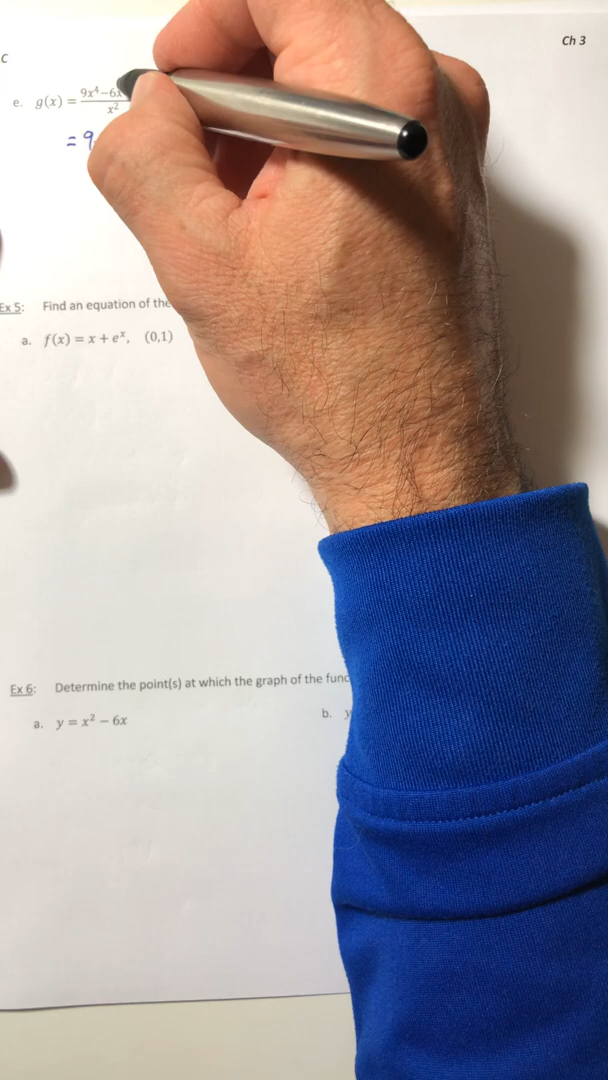 C
Ch 3
e. g(x) = 9x⁴−6x / x²
= 9
Ex 5: Find an equation of the
a. f(x) = x + eˣ, (0,1)
Ex 6: Determine the point(s) at which the graph of the func
a. y = x² − 6x
b. y